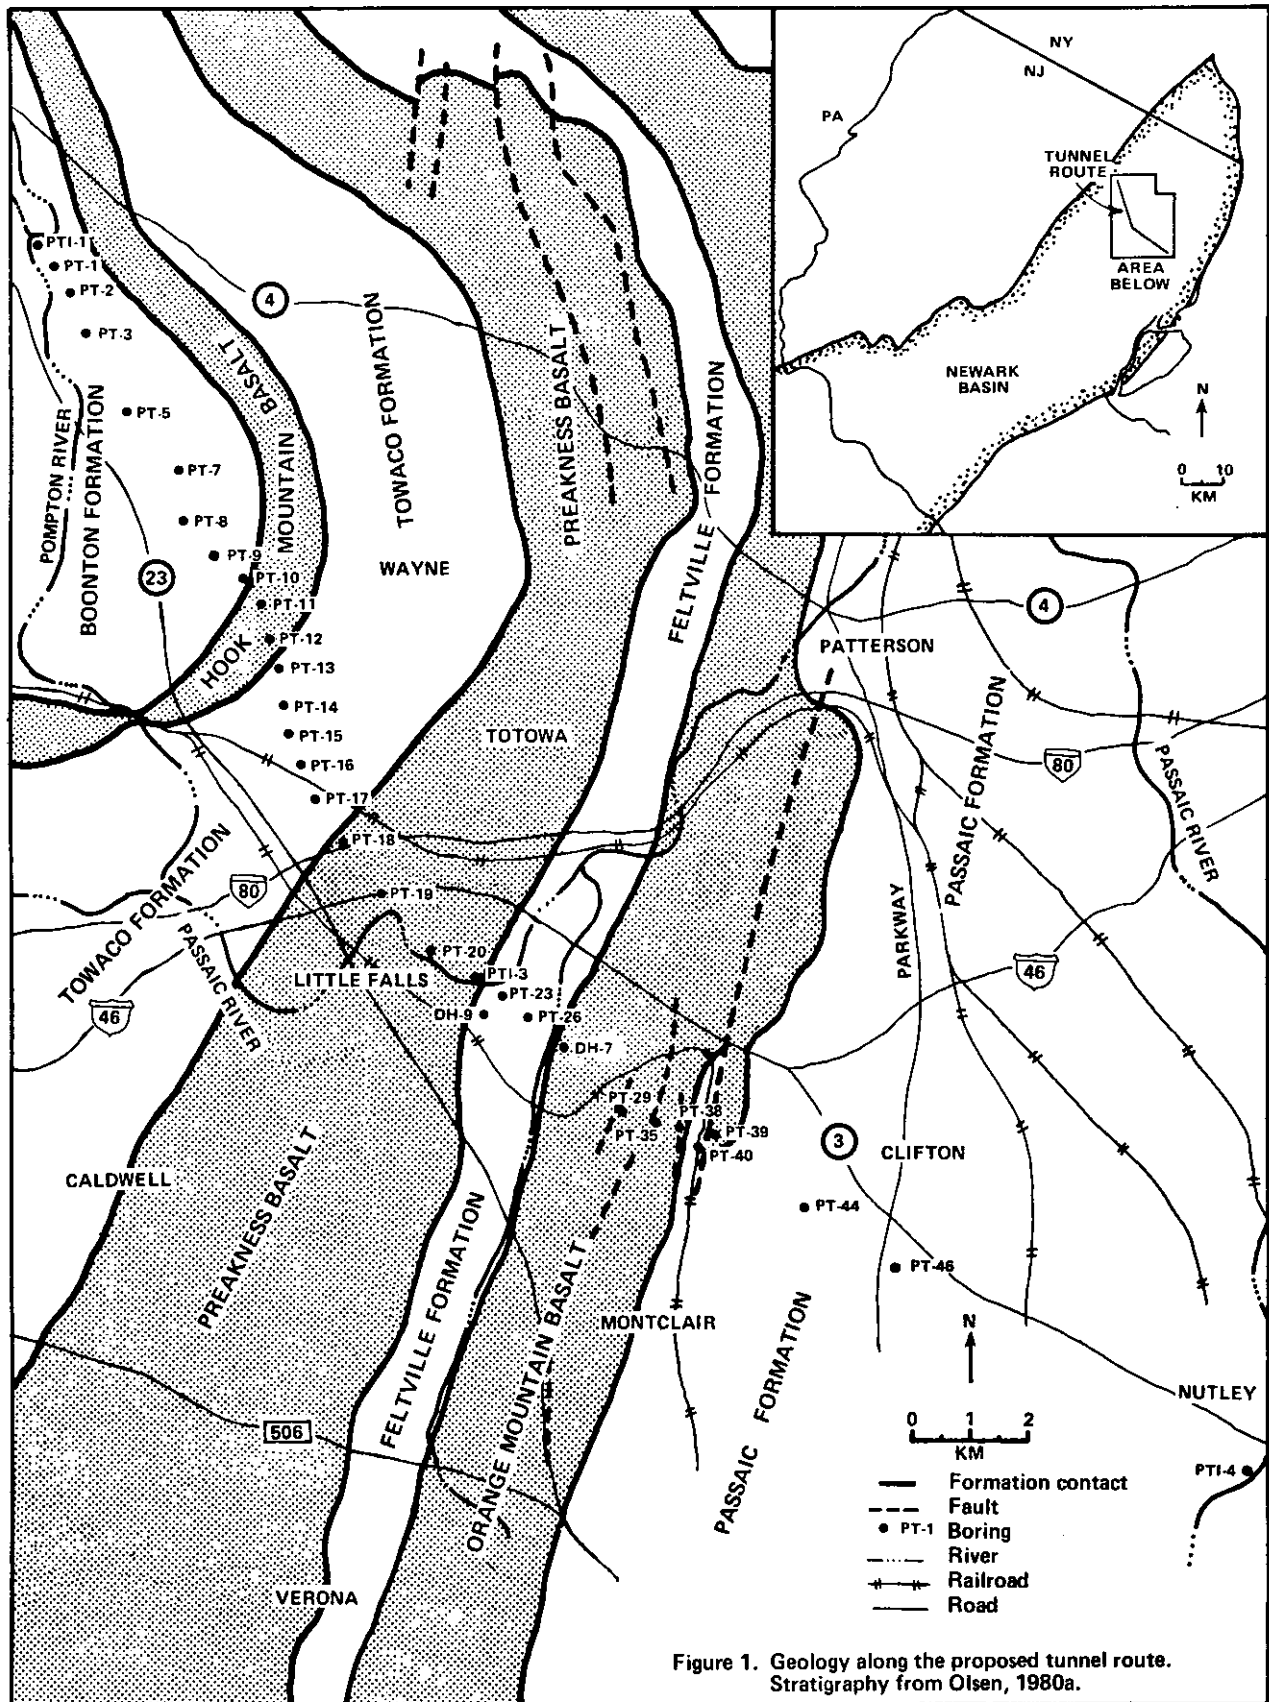 NY
NJ
PA
TUNNEL
ROUTE
AREA
BELOW
NEWARK
BASIN
N
0 10
KM
PTI-1
PT-1
PT-2
PT-3
PT-5
PT-7
PT-8
PT-9
PT-10
PT-11
PT-12
PT-13
PT-14
PT-15
PT-16
PT-17
PT-18
PT-19
PT-20
PTI-3
PT-23
DH-9
PT-26
DH-7
PT-29
PT-38
PT-35
PT-39
PT-40
PT-44
PT-46
PTI-4
4
23
4
80
80
46
46
3
506
POMPTON RIVER
BOONTON FORMATION
HOOK MOUNTAIN BASALT
TOWACO FORMATION
WAYNE
PREAKNESS BASALT
FELTVILLE FORMATION
FELTVILLE FORMATION
PATTERSON
TOTOWA
PASSAIC FORMATION
PASSAIC RIVER
PARKWAY
TOWACO FORMATION
PASSAIC RIVER
LITTLE FALLS
CALDWELL
PREAKNESS BASALT
FELTVILLE FORMATION
ORANGE MOUNTAIN BASALT
MONTCLAIR
CLIFTON
PASSAIC FORMATION
VERONA
NUTLEY
N
0 1 2
KM
Formation contact
Fault
PT-1 Boring
River
Railroad
Road
Figure 1. Geology along the proposed tunnel route.
Stratigraphy from Olsen, 1980a.